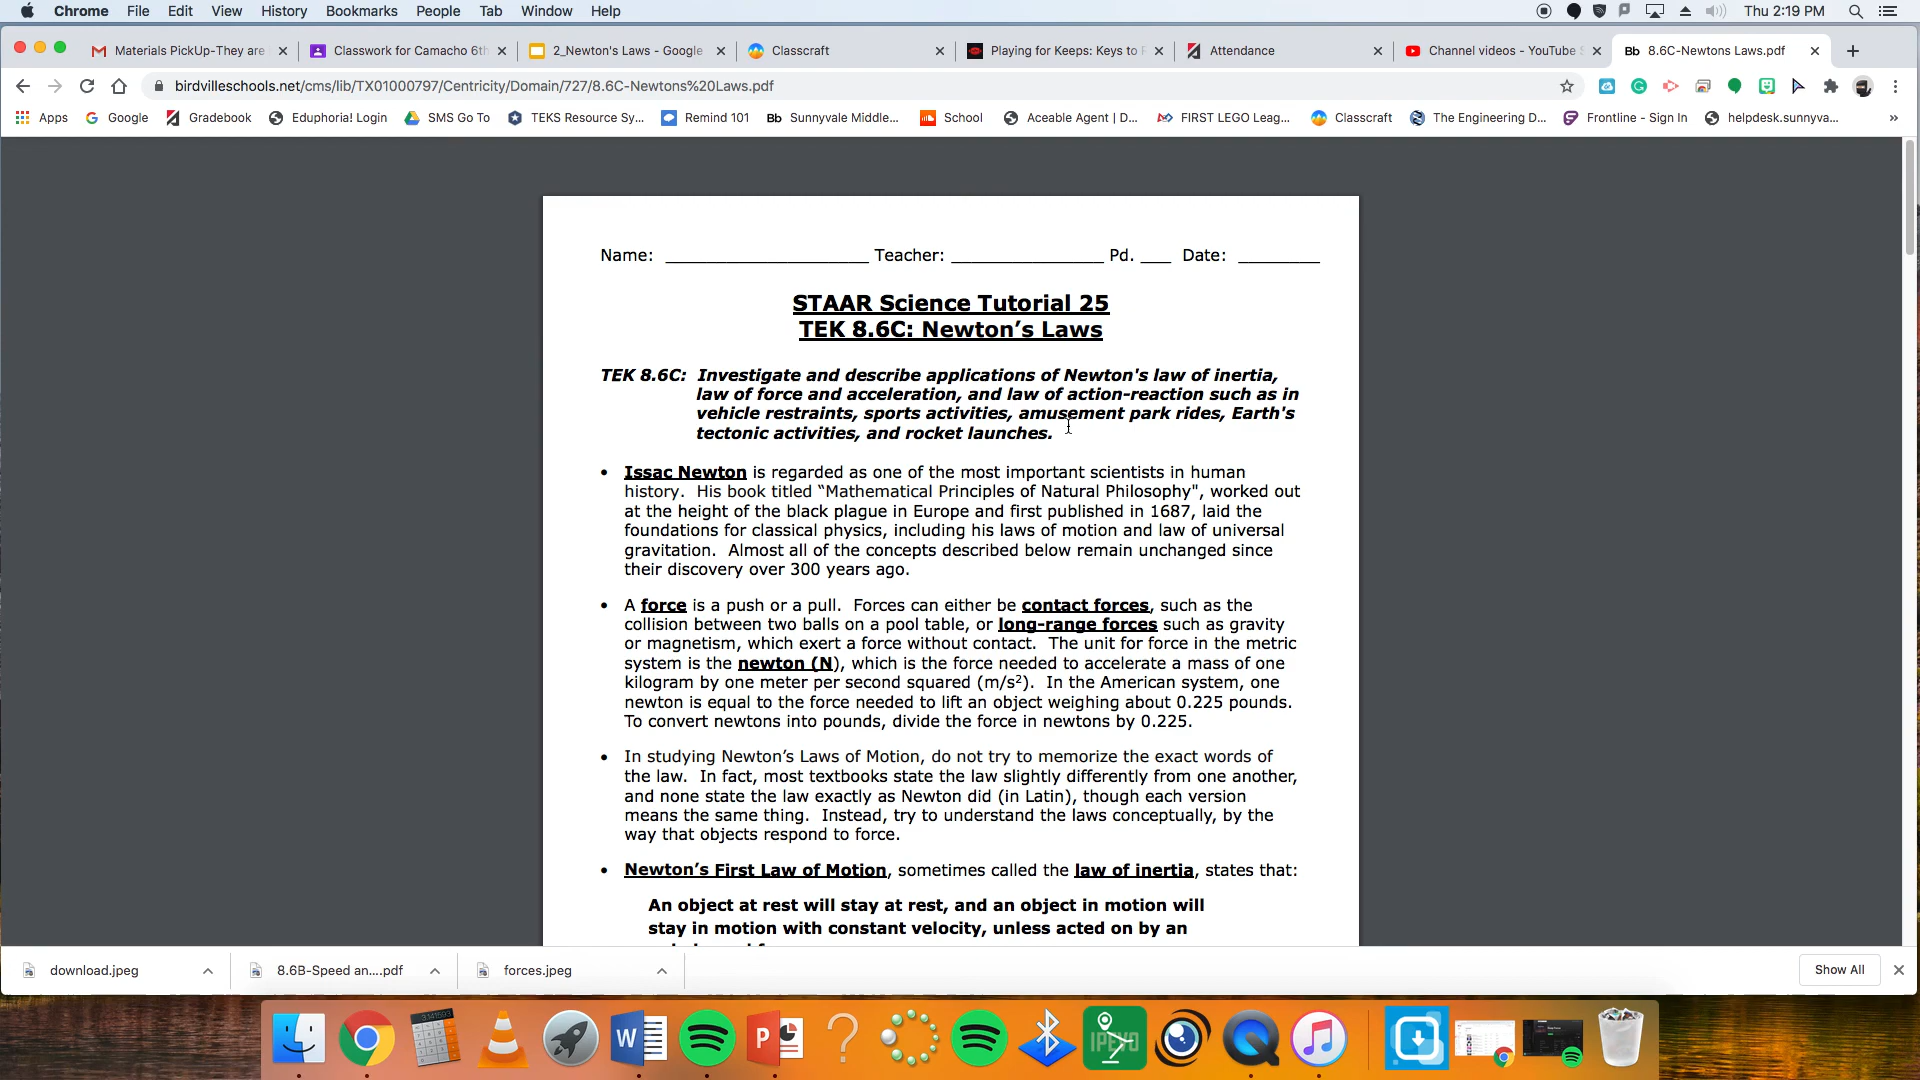 Chrome File Edit View History Bookmarks People Tab Window Help Thu 2:19 PM
Materials PickUp-They are Classwork for Camacho 6th 2_Newton's Laws - Google Classcraft Playing for Keeps: Keys to Attendance Channel videos - YouTube 8.6C-Newtons Laws.pdf
birdvilleschools.net/cms/lib/TX01000797/Centricity/Domain/727/8.6C-Newtons%20Laws.pdf
Apps Google Gradebook Eduphoria! Login SMS Go To TEKS Resource Sy... Remind 101 Bb Sunnyvale Middle... School Aceable Agent | D... FIRST LEGO Leag... Classcraft The Engineering D... Frontline - Sign In helpdesk.sunnyva... »
Name: ____________________ Teacher: _______________ Pd. ___ Date: ________
STAAR Science Tutorial 25
TEK 8.6C: Newton’s Laws
TEK 8.6C: Investigate and describe applications of Newton's law of inertia,
law of force and acceleration, and law of action-reaction such as in
vehicle restraints, sports activities, amusement park rides, Earth's
tectonic activities, and rocket launches.
• Issac Newton is regarded as one of the most important scientists in human
history. His book titled “Mathematical Principles of Natural Philosophy", worked out
at the height of the black plague in Europe and first published in 1687, laid the
foundations for classical physics, including his laws of motion and law of universal
gravitation. Almost all of the concepts described below remain unchanged since
their discovery over 300 years ago.
• A force is a push or a pull. Forces can either be contact forces, such as the
collision between two balls on a pool table, or long-range forces such as gravity
or magnetism, which exert a force without contact. The unit for force in the metric
system is the newton (N), which is the force needed to accelerate a mass of one
kilogram by one meter per second squared (m/s²). In the American system, one
newton is equal to the force needed to lift an object weighing about 0.225 pounds.
To convert newtons into pounds, divide the force in newtons by 0.225.
• In studying Newton’s Laws of Motion, do not try to memorize the exact words of
the law. In fact, most textbooks state the law slightly differently from one another,
and none state the law exactly as Newton did (in Latin), though each version
means the same thing. Instead, try to understand the laws conceptually, by the
way that objects respond to force.
• Newton’s First Law of Motion, sometimes called the law of inertia, states that:
An object at rest will stay at rest, and an object in motion will
stay in motion with constant velocity, unless acted on by an
download.jpeg 8.6B-Speed an....pdf forces.jpeg Show All